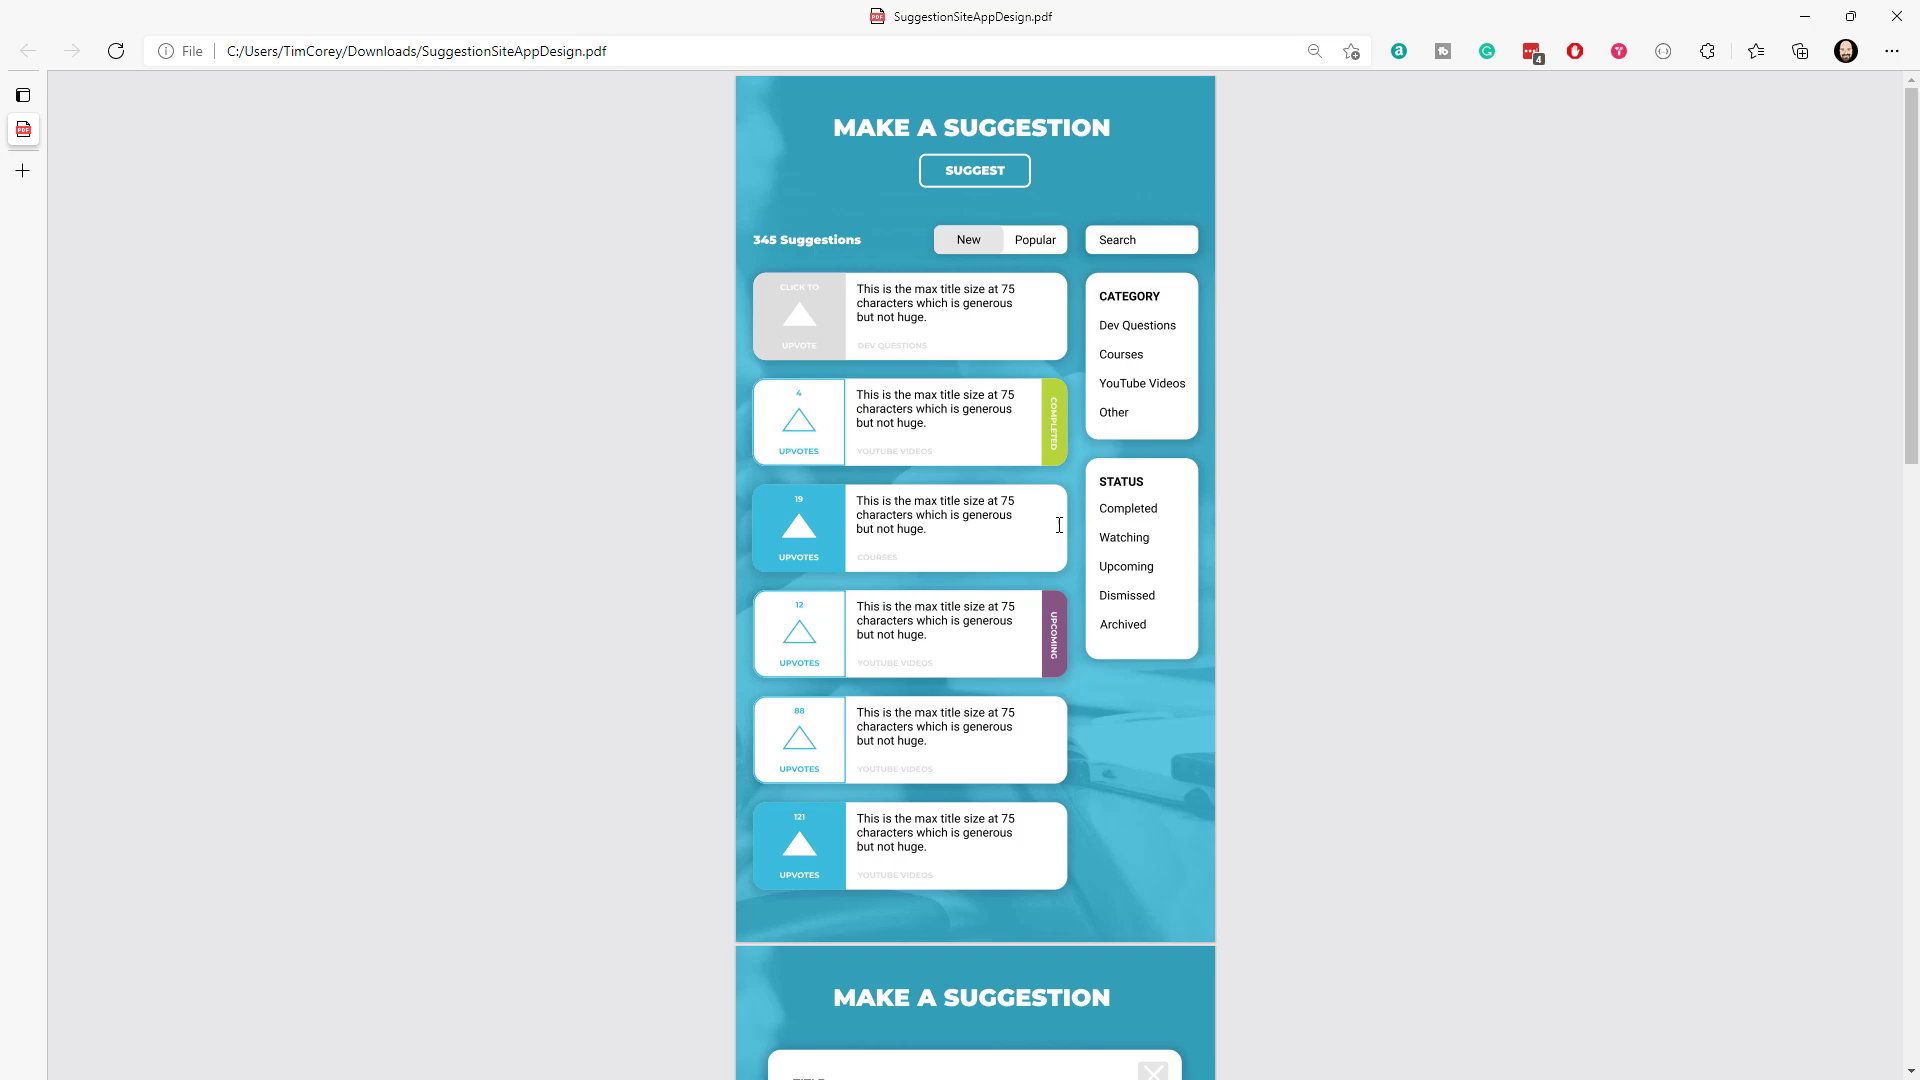 SuggestionSiteAppDesign.pdf
File
C:/Users/TimCorey/Downloads/SuggestionSiteAppDesign.pdf
4
MAKE A SUGGESTION
SUGGEST
345 Suggestions
New
Popular
Search
CLICK TO
UPVOTE
This is the max title size at 75
characters which is generous
but not huge.
DEV QUESTIONS
4
UPVOTES
This is the max title size at 75
characters which is generous
but not huge.
YOUTUBE VIDEOS
COMPLETED
19
UPVOTES
This is the max title size at 75
characters which is generous
but not huge.
COURSES
12
UPVOTES
This is the max title size at 75
characters which is generous
but not huge.
YOUTUBE VIDEOS
UPCOMING
88
UPVOTES
This is the max title size at 75
characters which is generous
but not huge.
YOUTUBE VIDEOS
121
UPVOTES
This is the max title size at 75
characters which is generous
but not huge.
YOUTUBE VIDEOS
CATEGORY
Dev Questions
Courses
YouTube Videos
Other
STATUS
Completed
Watching
Upcoming
Dismissed
Archived
MAKE A SUGGESTION